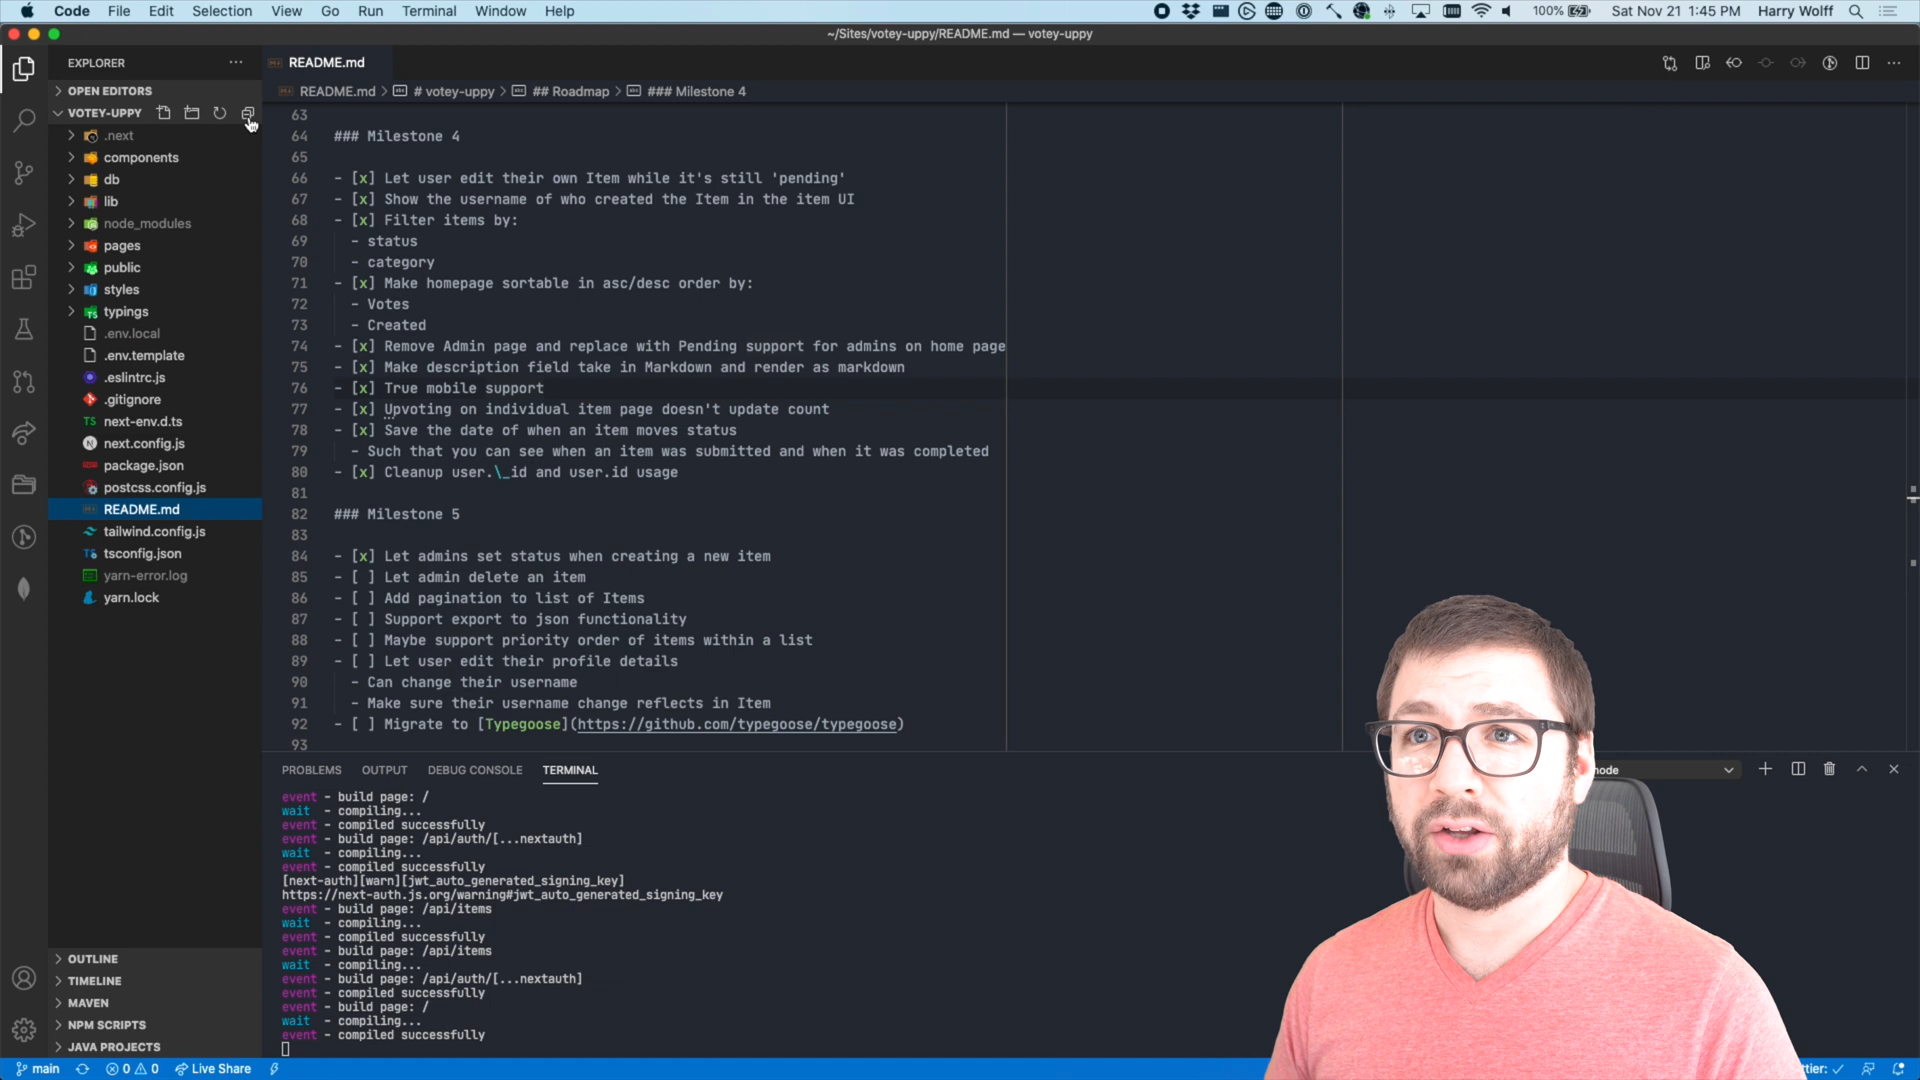 Code File Edit Selection View Go Run Terminal Window Help 100% Sat Nov 21 1:45 PM Harry Wolff
~/Sites/votey-uppy/README.md — votey-uppy
EXPLORER
OPEN EDITORS
VOTEY-UPPY
.next
components
db
lib
node_modules
pages
public
styles
typings
.env.local
.env.template
.eslintrc.js
.gitignore
TS next-env.d.ts
N next.config.js
package.json
postcss.config.js
README.md
tailwind.config.js
TS tsconfig.json
yarn-error.log
yarn.lock
OUTLINE
TIMELINE
MAVEN
NPM SCRIPTS
JAVA PROJECTS
README.md
README.md > # votey-uppy > ## Roadmap > ### Milestone 4
63
64 ### Milestone 4
65
66 - [x] Let user edit their own Item while it's still 'pending'
67 - [x] Show the username of who created the Item in the item UI
68 - [x] Filter items by:
69 - status
70 - category
71 - [x] Make homepage sortable in asc/desc order by:
72 - Votes
73 - Created
74 - [x] Remove Admin page and replace with Pending support for admins on home page
75 - [x] Make description field take in Markdown and render as markdown
76 - [x] True mobile support
77 - [x] Upvoting on individual item page doesn't update count
78 - [x] Save the date of when an item moves status
79 - Such that you can see when an item was submitted and when it was completed
80 - [x] Cleanup user.\_id and user.id usage
81
82 ### Milestone 5
83
84 - [x] Let admins set status when creating a new item
85 - [ ] Let admin delete an item
86 - [ ] Add pagination to list of Items
87 - [ ] Support export to json functionality
88 - [ ] Maybe support priority order of items within a list
89 - [ ] Let user edit their profile details
90 - Can change their username
91 - Make sure their username change reflects in Item
92 - [ ] Migrate to [Typegoose](https://github.com/typegoose/typegoose)
93
PROBLEMS OUTPUT DEBUG CONSOLE TERMINAL
event - build page: /
wait - compiling...
event - compiled successfully
event - build page: /api/auth/[...nextauth]
wait - compiling...
event - compiled successfully
[next-auth][warn][jwt_auto_generated_signing_key]
https://next-auth.js.org/warning#jwt_auto_generated_signing_key
event - build page: /api/items
wait - compiling...
event - compiled successfully
event - build page: /api/items
wait - compiling...
event - build page: /api/auth/[...nextauth]
event - compiled successfully
event - build page: /
wait - compiling...
event - compiled successfully
main 0 0 Live Share